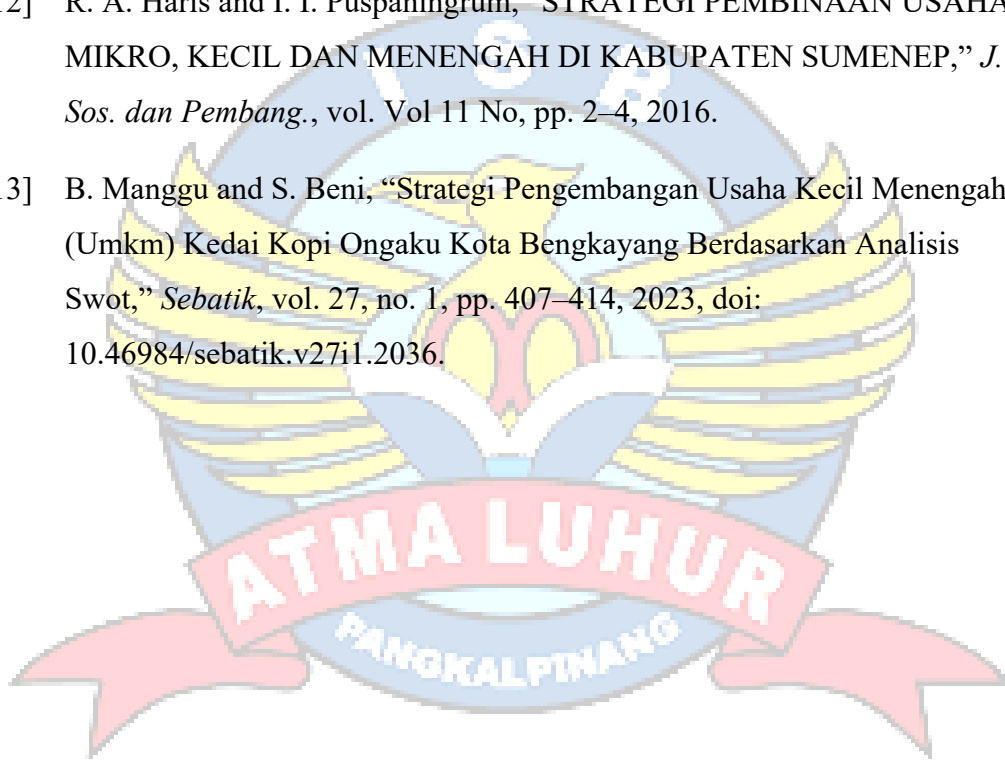 12] R. A. Haris and I. I. Puspaningrum, “STRATEGI PEMBINAAN USAHA
MIKRO, KECIL DAN MENENGAH DI KABUPATEN SUMENEP,” J.
Sos. dan Pembang., vol. Vol 11 No, pp. 2–4, 2016.
13] B. Manggu and S. Beni, “Strategi Pengembangan Usaha Kecil Menengah
(Umkm) Kedai Kopi Ongaku Kota Bengkayang Berdasarkan Analisis
Swot,” Sebatik, vol. 27, no. 1, pp. 407–414, 2023, doi:
10.46984/sebatik.v27i1.2036.
I S B
ATMA LUHUR
PANGKALPINANG